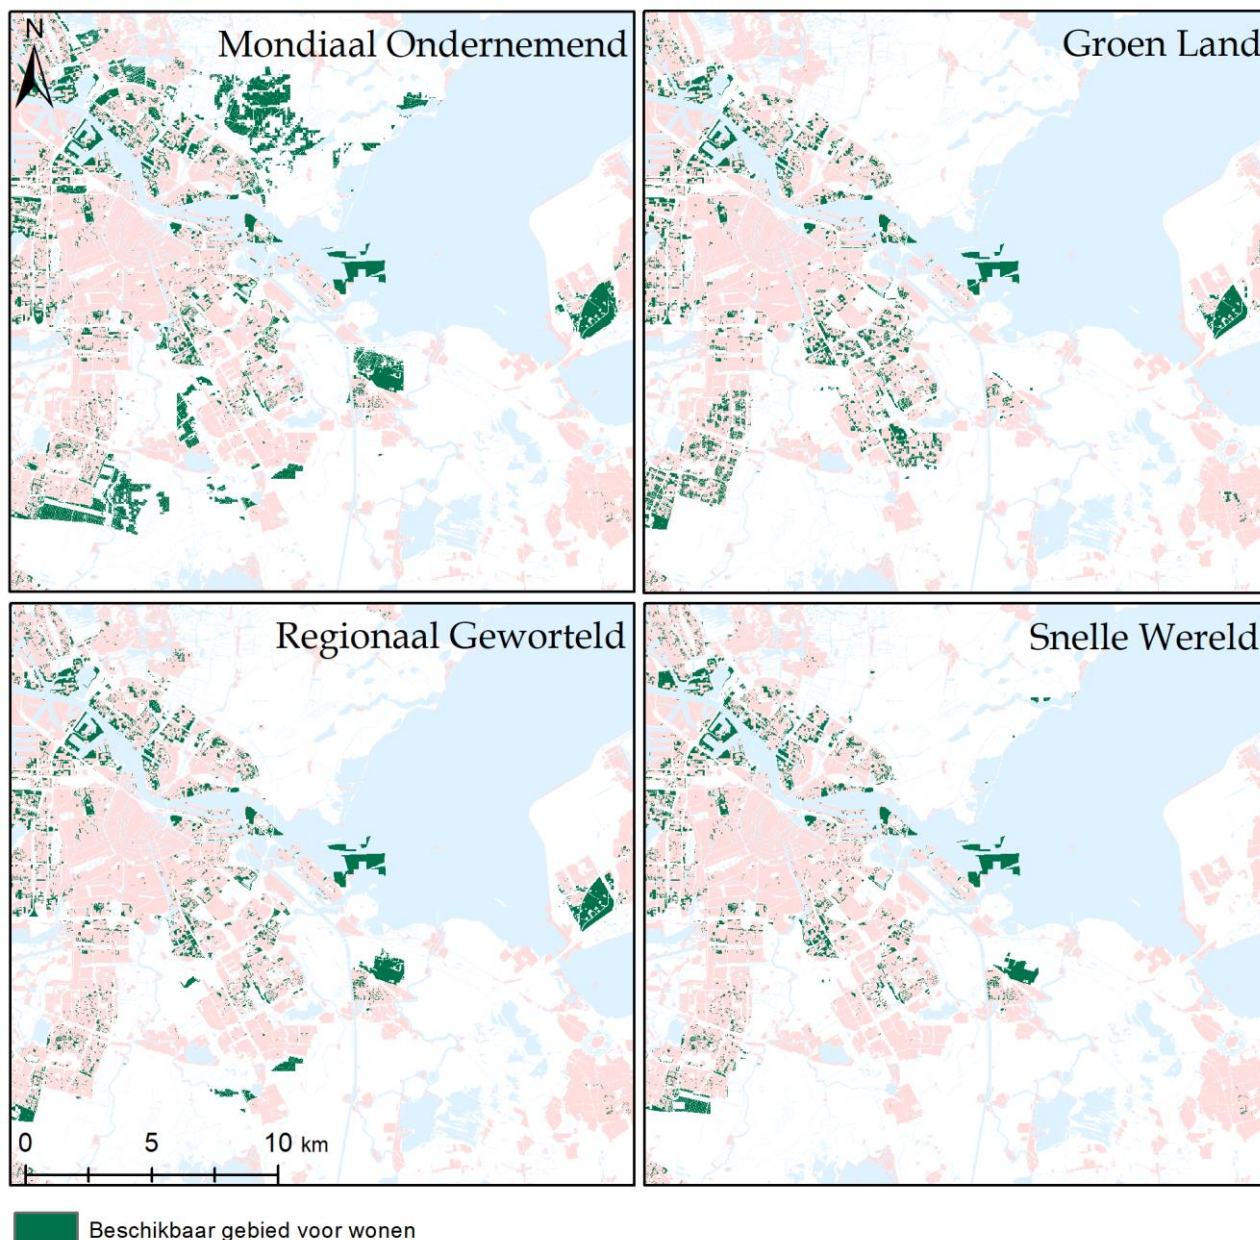 N
Mondiaal Ondernemend
Groen Land
Regionaal Geworteld
Snelle Wereld
0 5 10 km
Beschikbaar gebied voor wonen